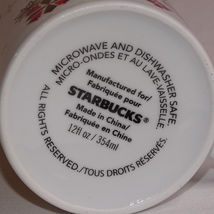 MICROWAVE AND DISHWASHER SAFE.
MICRO-ONDES ET AU LAVE-VAISSELLE.
Manufactured for/
Fabriquée pour
STARBUCKS®
Made in China/
Fabriquée en Chine
12fl oz / 354ml
ALL RIGHTS RESERVED./TOUS DROITS RÉSERVÉS.